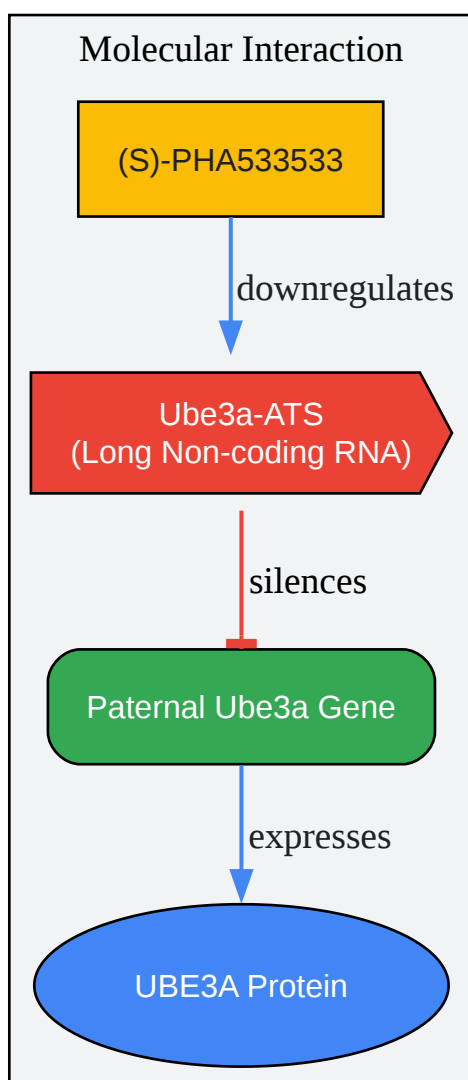 Molecular Interaction
(S)-PHA533533
downregulates
Ube3a-ATS
(Long Non-coding RNA)
silences
Paternal Ube3a Gene
expresses
UBE3A Protein